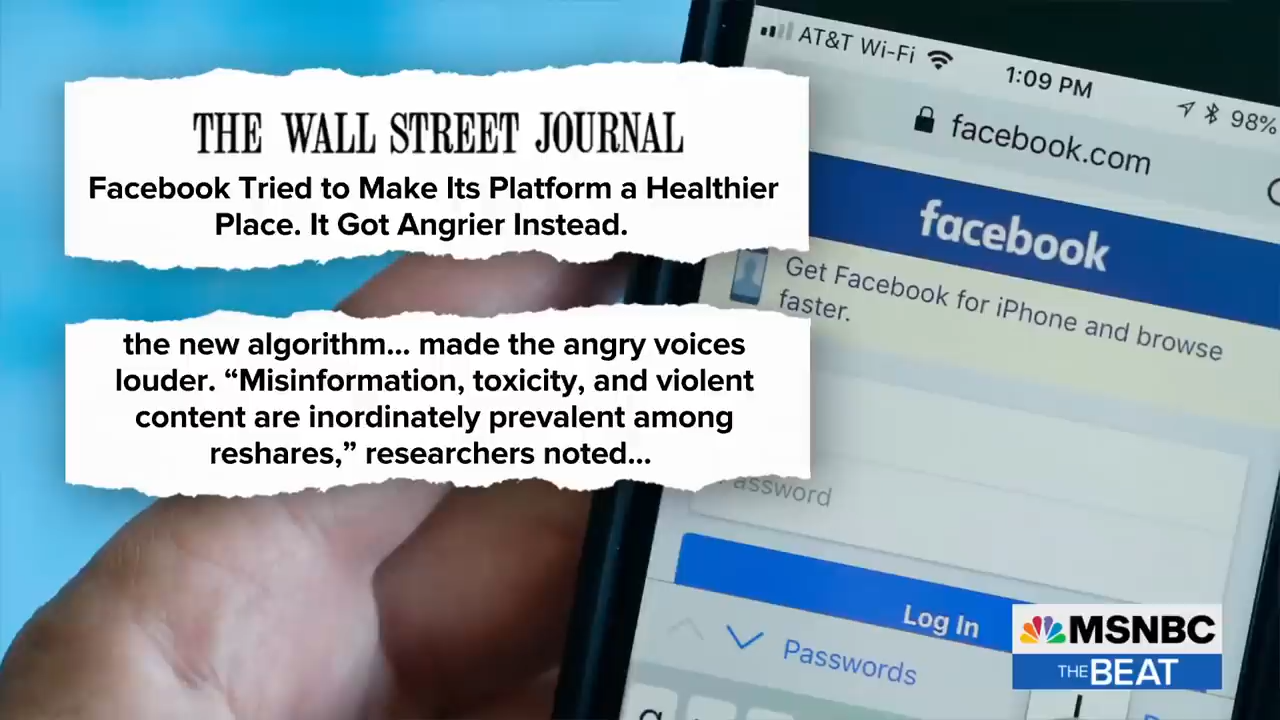 THE WALL STREET JOURNAL
Facebook Tried to Make Its Platform a Healthier
Place. It Got Angrier Instead.
the new algorithm... made the angry voices
louder. “Misinformation, toxicity, and violent
content are inordinately prevalent among
reshares,” researchers noted...
AT&T Wi-Fi
1:09 PM
98%
facebook.com
facebook
Get Facebook for iPhone and browse
faster.
assword
Log In
Passwords
MSNBC
THE BEAT